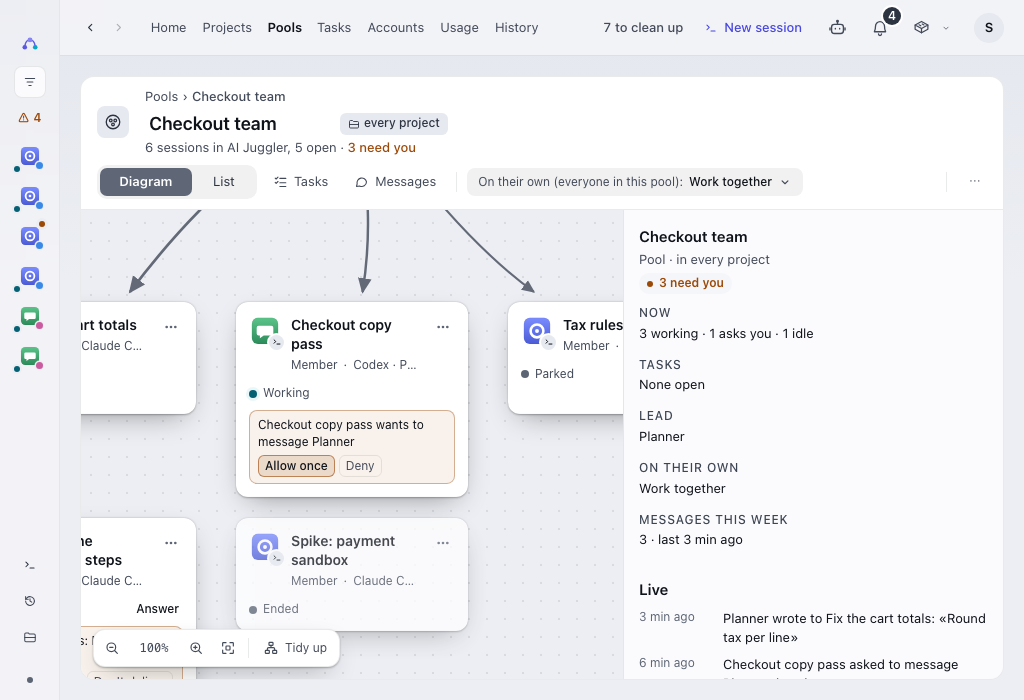 Home Projects Pools Tasks Accounts Usage History 7 to clean up New session 4 S
4
Pools › Checkout team
Checkout team every project
6 sessions in AI Juggler, 5 open · 3 need you
Diagram List Tasks Messages On their own (everyone in this pool): Work together ...
art totals ...
Claude C...
Checkout copy pass ...
Member · Codex · P...
Working
Checkout copy pass wants to
message Planner
Allow once Deny
Tax rules
Member ·
Parked
steps ...
Claude C...
Answer
Spike: payment
sandbox ...
Member · Claude C...
Ended
100% Tidy up
Checkout team
Pool · in every project
3 need you
NOW
3 working · 1 asks you · 1 idle
TASKS
None open
LEAD
Planner
ON THEIR OWN
Work together
MESSAGES THIS WEEK
3 · last 3 min ago
Live
3 min ago Planner wrote to Fix the cart totals: «Round
tax per line»
6 min ago Checkout copy pass asked to message